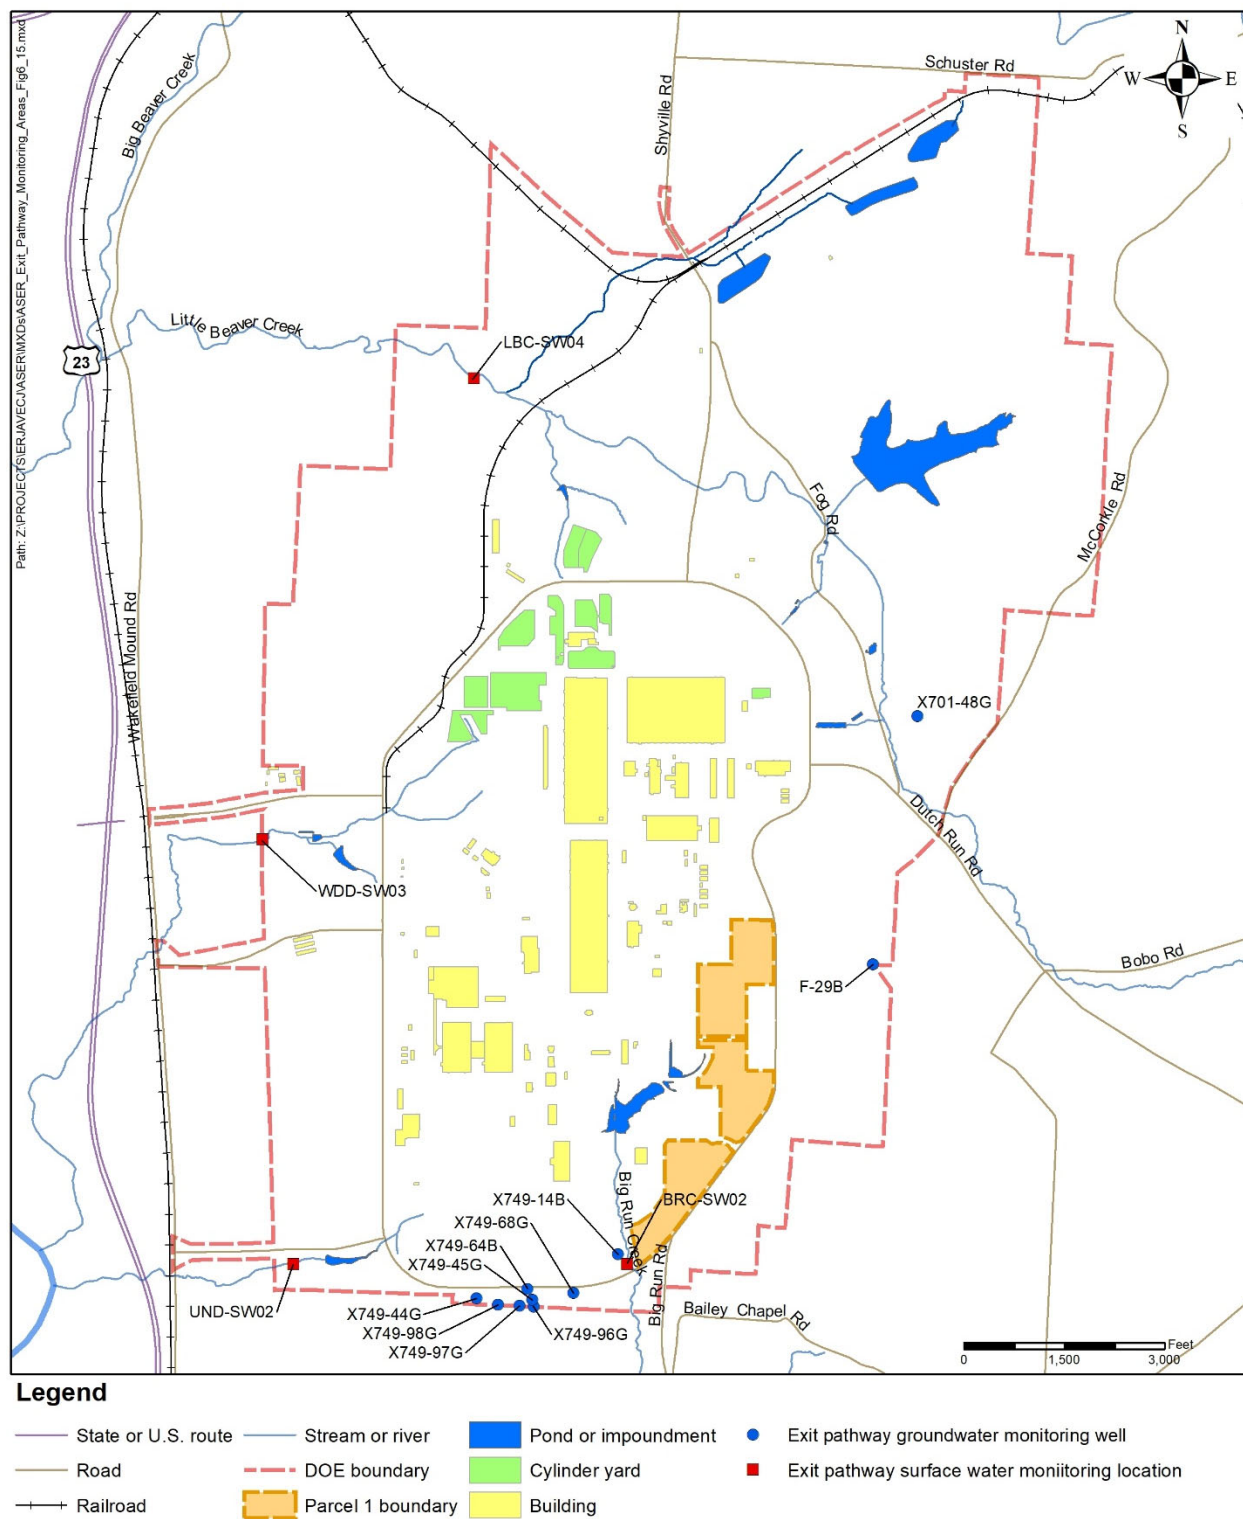 Path: Z:\PROJECTS\ERJAVECJ\ASER\MXDs\ASER_Exit_Pathway_Monitoring_Areas_Fig6_15.mxd
N
W
E
S
Schuster Rd
Big Beaver Creek
Shyville Rd
Little Beaver Creek
23
LBC-SW04
Fog Rd
McCorkle Rd
Wakefield Mound Rd
X701-48G
Dutch Run Rd
WDD-SW03
Bobo Rd
F-29B
X749-14B
BRC-SW02
Big Run Creek
X749-68G
X749-64B
X749-45G
Big Run Rd
UND-SW02
X749-44G
X749-98G
X749-97G
X749-96G
Bailey Chapel Rd
Feet
0
1,500
3,000
Legend
State or U.S. route
Stream or river
Pond or impoundment
Exit pathway groundwater monitoring well
Road
DOE boundary
Cylinder yard
Exit pathway surface water moniitoring location
Railroad
Parcel 1 boundary
Building